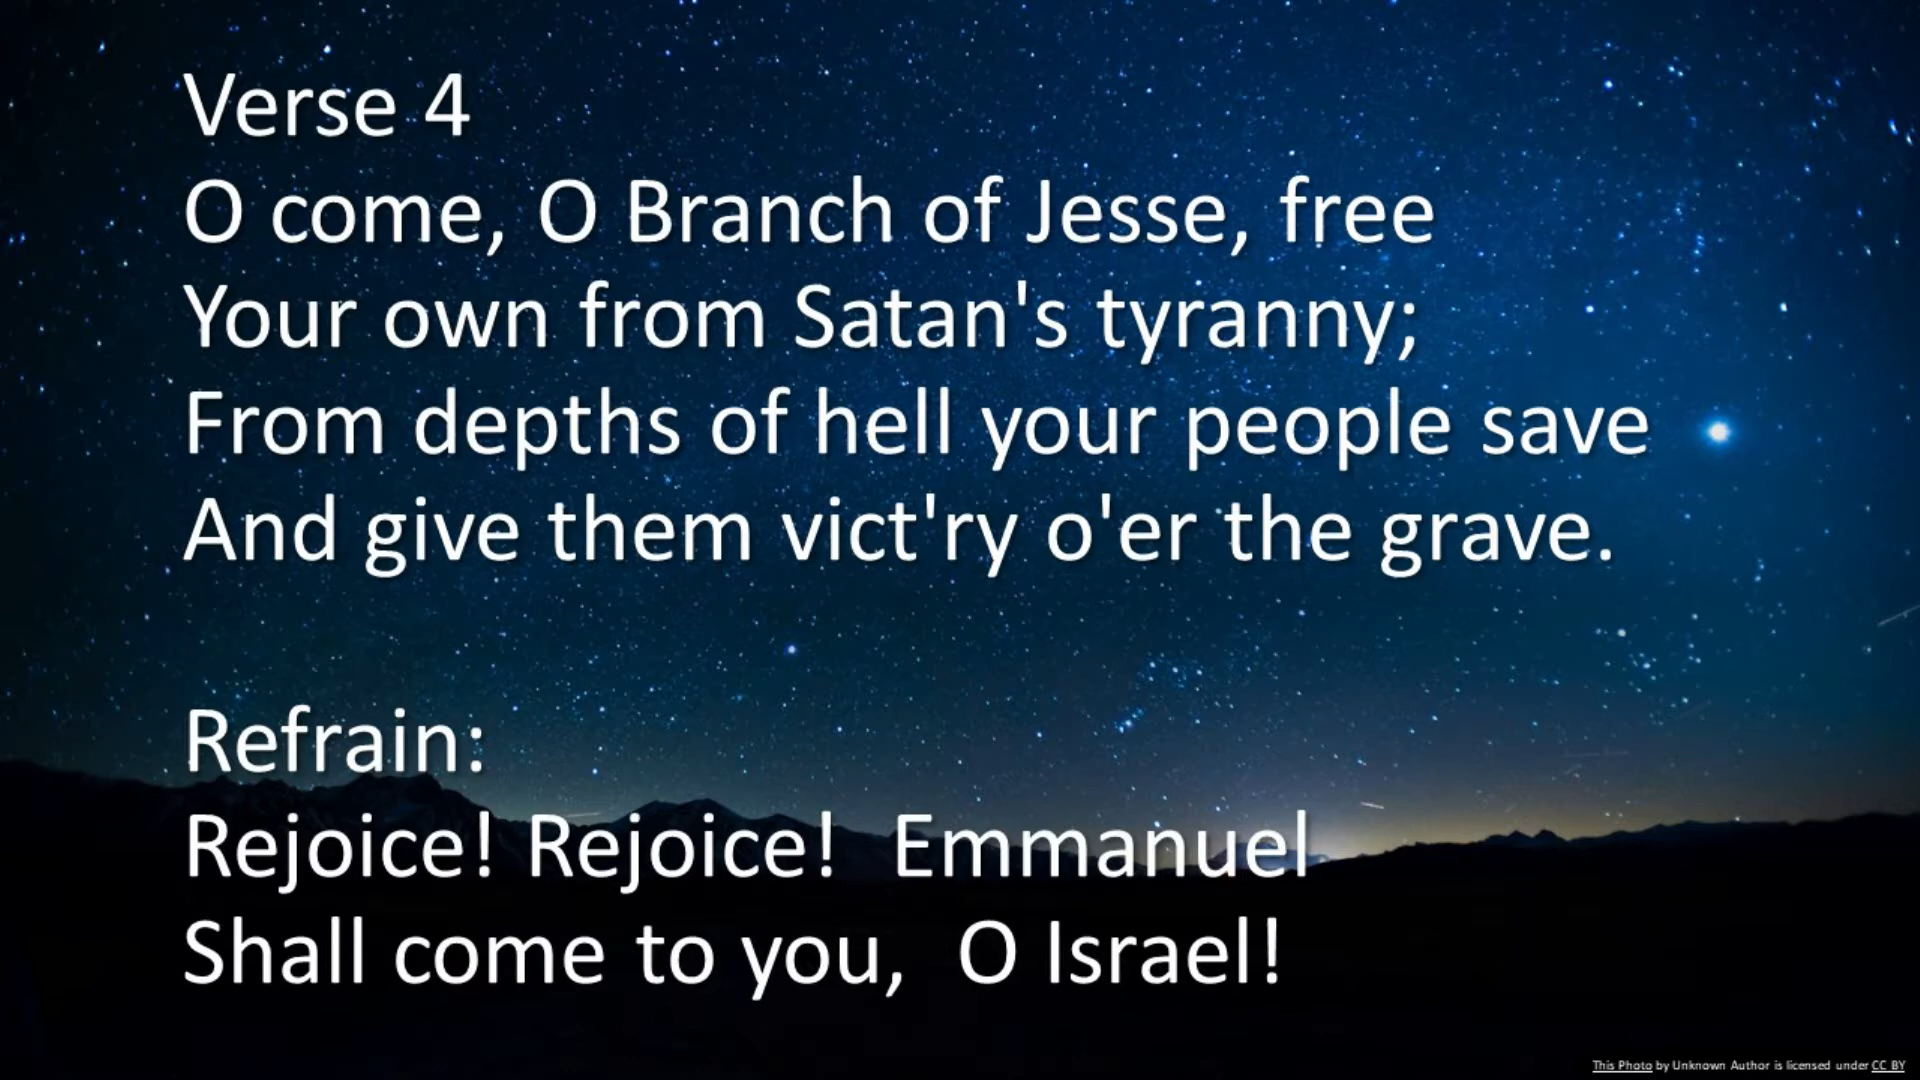 Verse 4
O come, O Branch of Jesse, free
Your own from Satan's tyranny;
From depths of hell your people save
And give them vict'ry o'er the grave.
Refrain:
Rejoice! Rejoice!  Emmanuel
Shall come to you,  O Israel!
This Photo by Unknown Author is licensed under CC BY